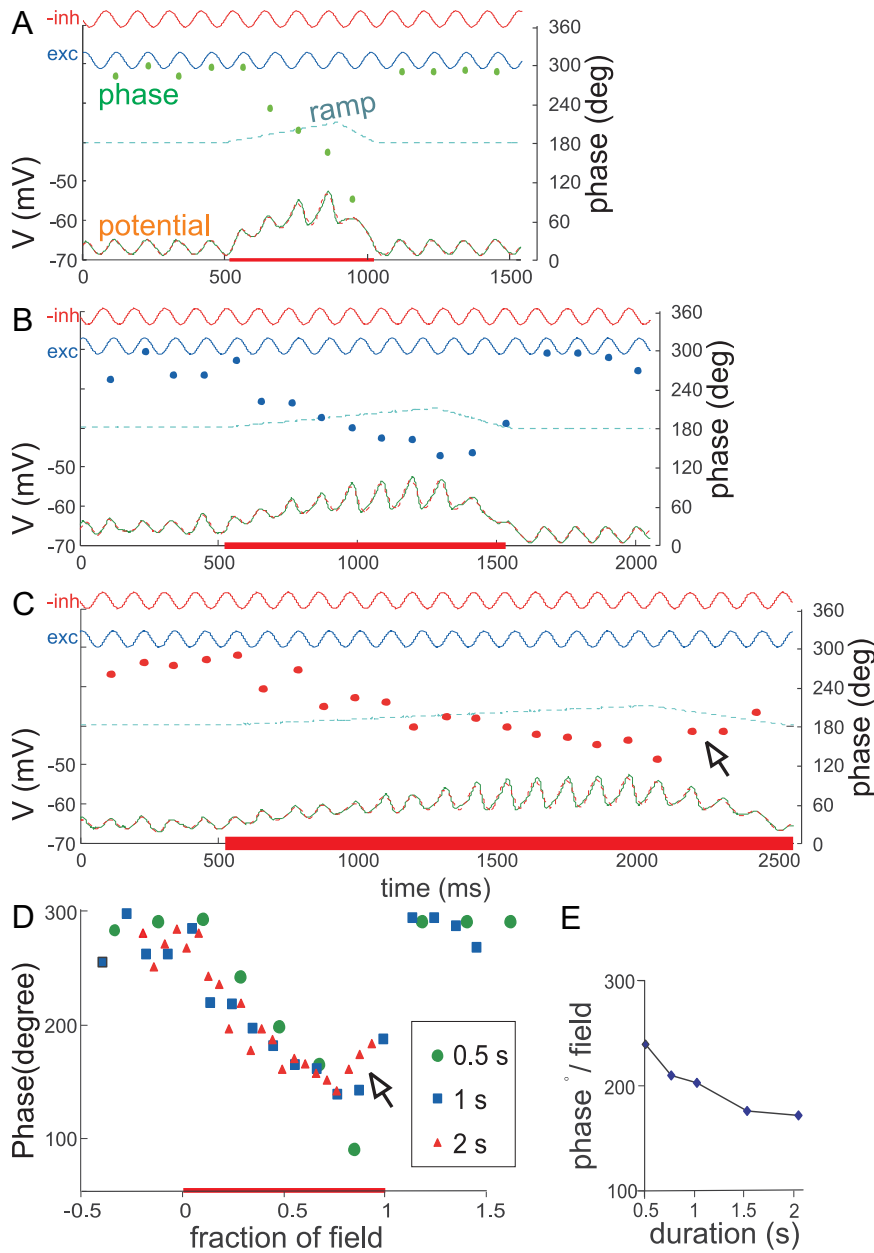 A
-inh
exc
phase
ramp
potential
V (mV)
-50
-60
-70
360
300
240
180
120
60
0
phase (deg)
0
500
1000
1500
B
-inh
exc
V (mV)
-50
-60
-70
360
300
240
180
120
60
0
phase (deg)
0
500
1000
1500
2000
C
-inh
exc
V (mV)
-50
-60
-70
360
300
240
180
120
60
0
phase (deg)
0
500
1000
1500
2000
2500
time (ms)
D
Phase(degree)
300
200
100
0.5 s
1 s
2 s
-0.5
0
0.5
1
1.5
fraction of field
E
phase° / field
300
200
100
0.5
1
1.5
2
duration (s)